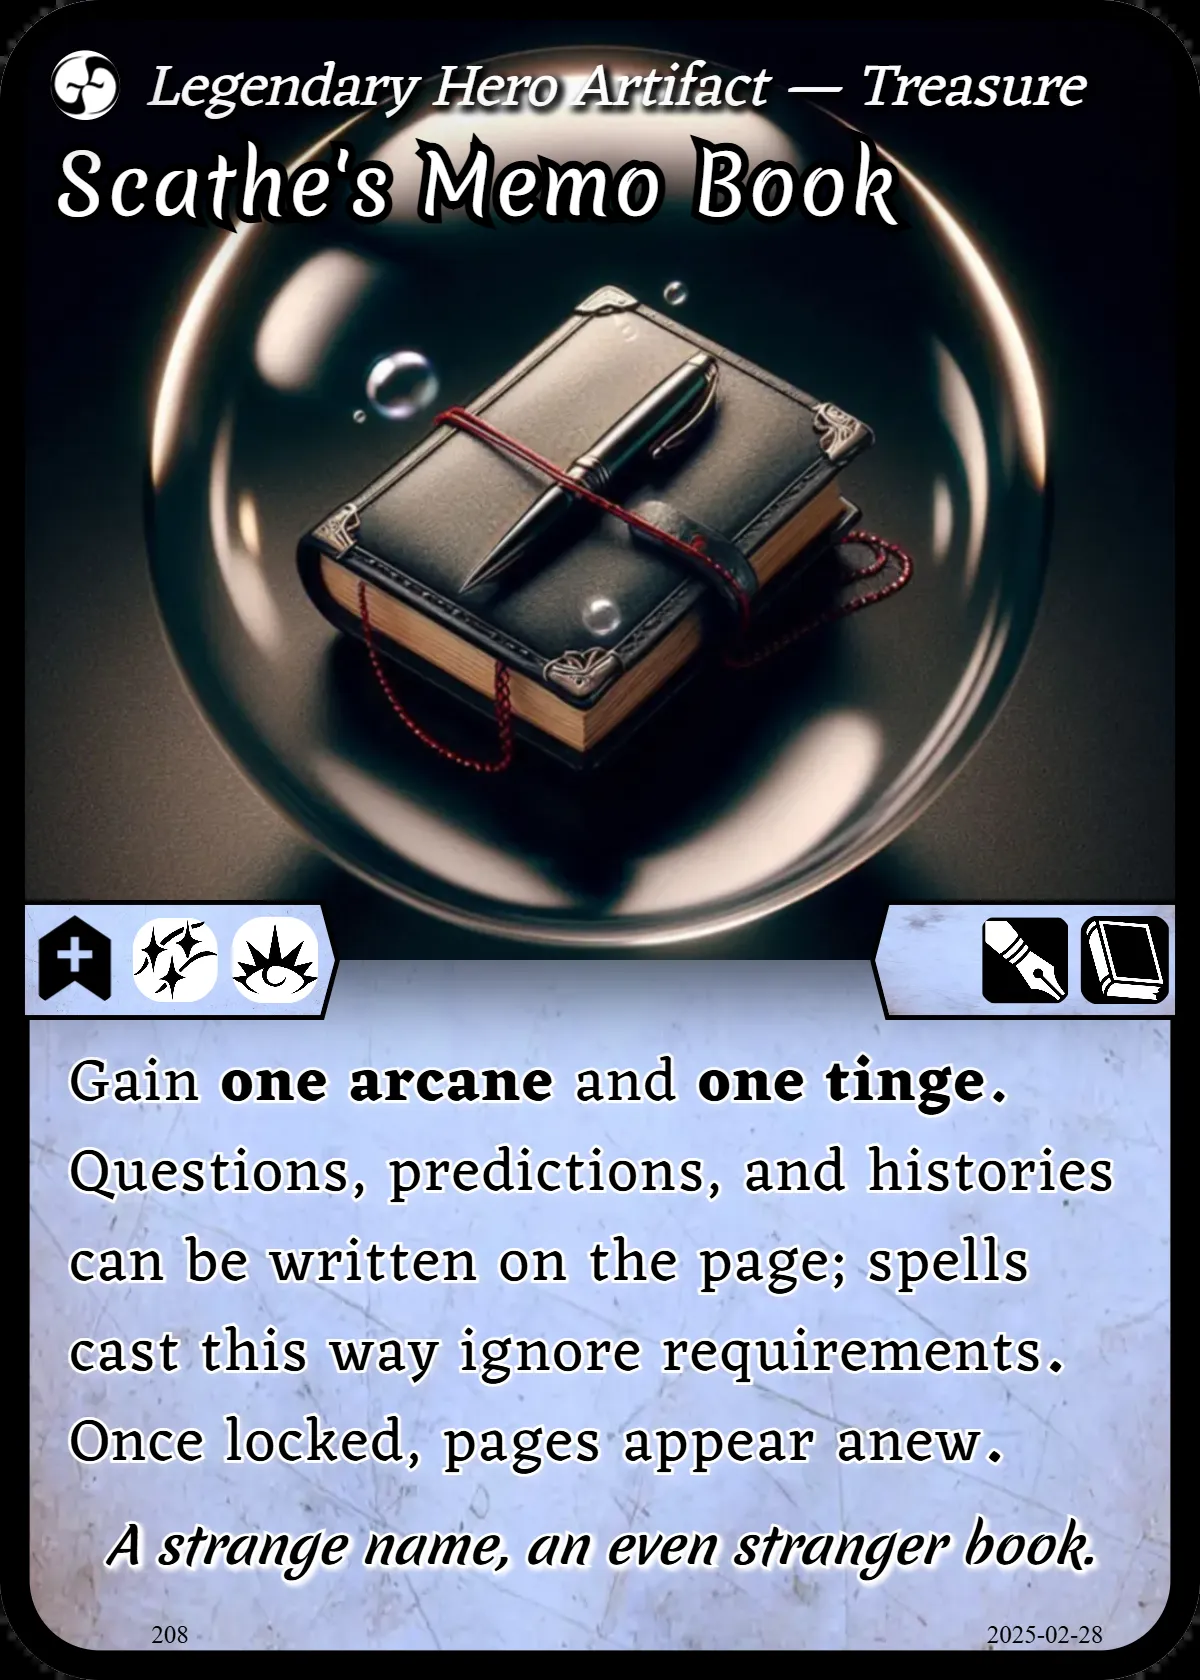 Legendary Hero Artifact — Treasure
Scathe's Memo Book
Gain one arcane and one tinge.
Questions, predictions, and histories
can be written on the page; spells
cast this way ignore requirements.
Once locked, pages appear anew.
A strange name, an even stranger book.
208
2025-02-28